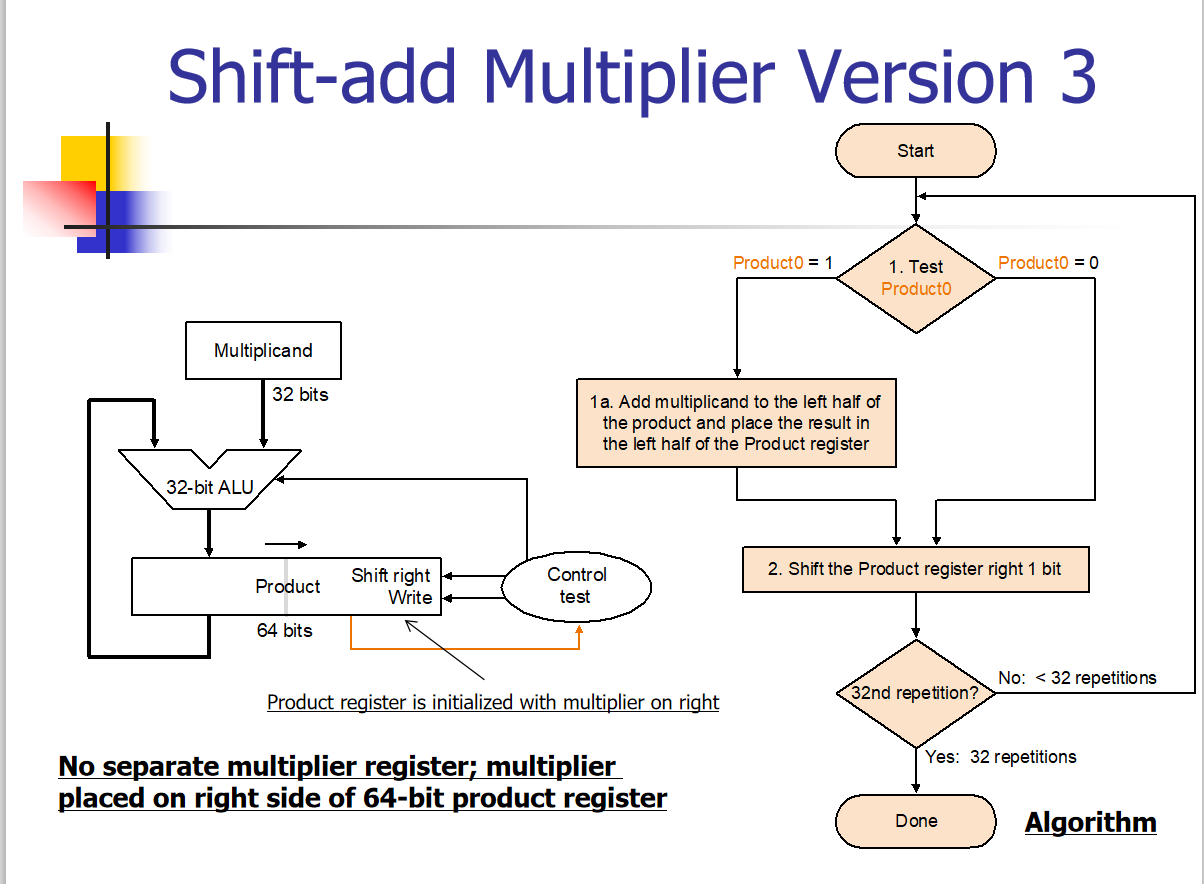 Shift-add Multiplier Version 3
Start
Product0 = 1
1. Test
Product0
Product0 = 0
Multiplicand
32 bits
1a. Add multiplicand to the left half of
the product and place the result in
the left half of the Product register
32-bit ALU
Product
Shift right
Write
Control
test
64 bits
2. Shift the Product register right 1 bit
Product register is initialized with multiplier on right
32nd repetition?
No: < 32 repetitions
Yes: 32 repetitions
No separate multiplier register; multiplier
placed on right side of 64-bit product register
Done
Algorithm